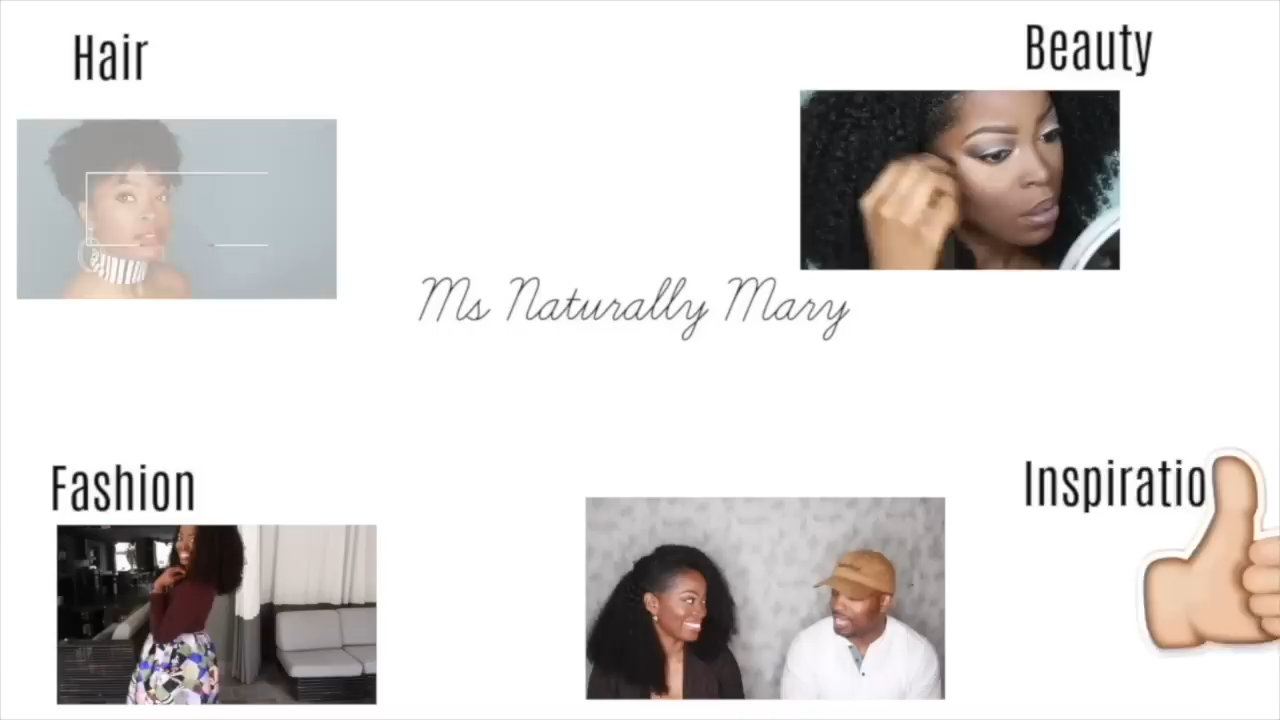 Hair
Beauty
Ms Naturally Mary
Fashion
Inspiratio